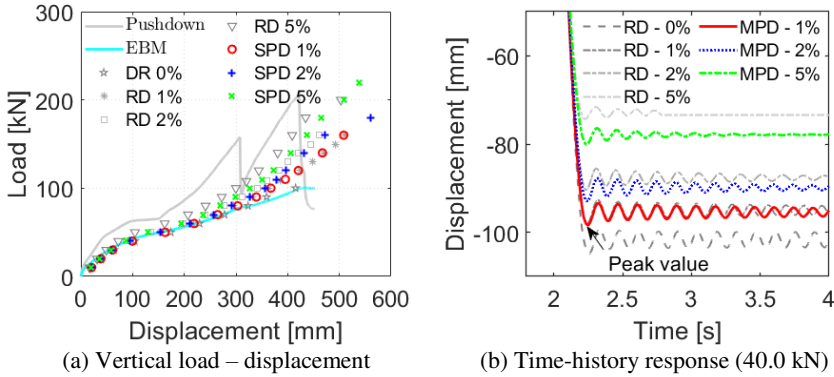 300
200
100
0
Load [kN]
0 100 200 300 400 500 600
Displacement [mm]
Pushdown
EBM
DR 0%
RD 1%
RD 2%
RD 5%
SPD 1%
SPD 2%
SPD 5%
(a) Vertical load – displacement
-60
-80
-100
Displacement [mm]
2 2.5 3 3.5 4
Time [s]
RD - 0%
RD - 1%
RD - 2%
RD - 5%
MPD - 1%
MPD - 2%
MPD - 5%
Peak value
(b) Time-history response (40.0 kN)